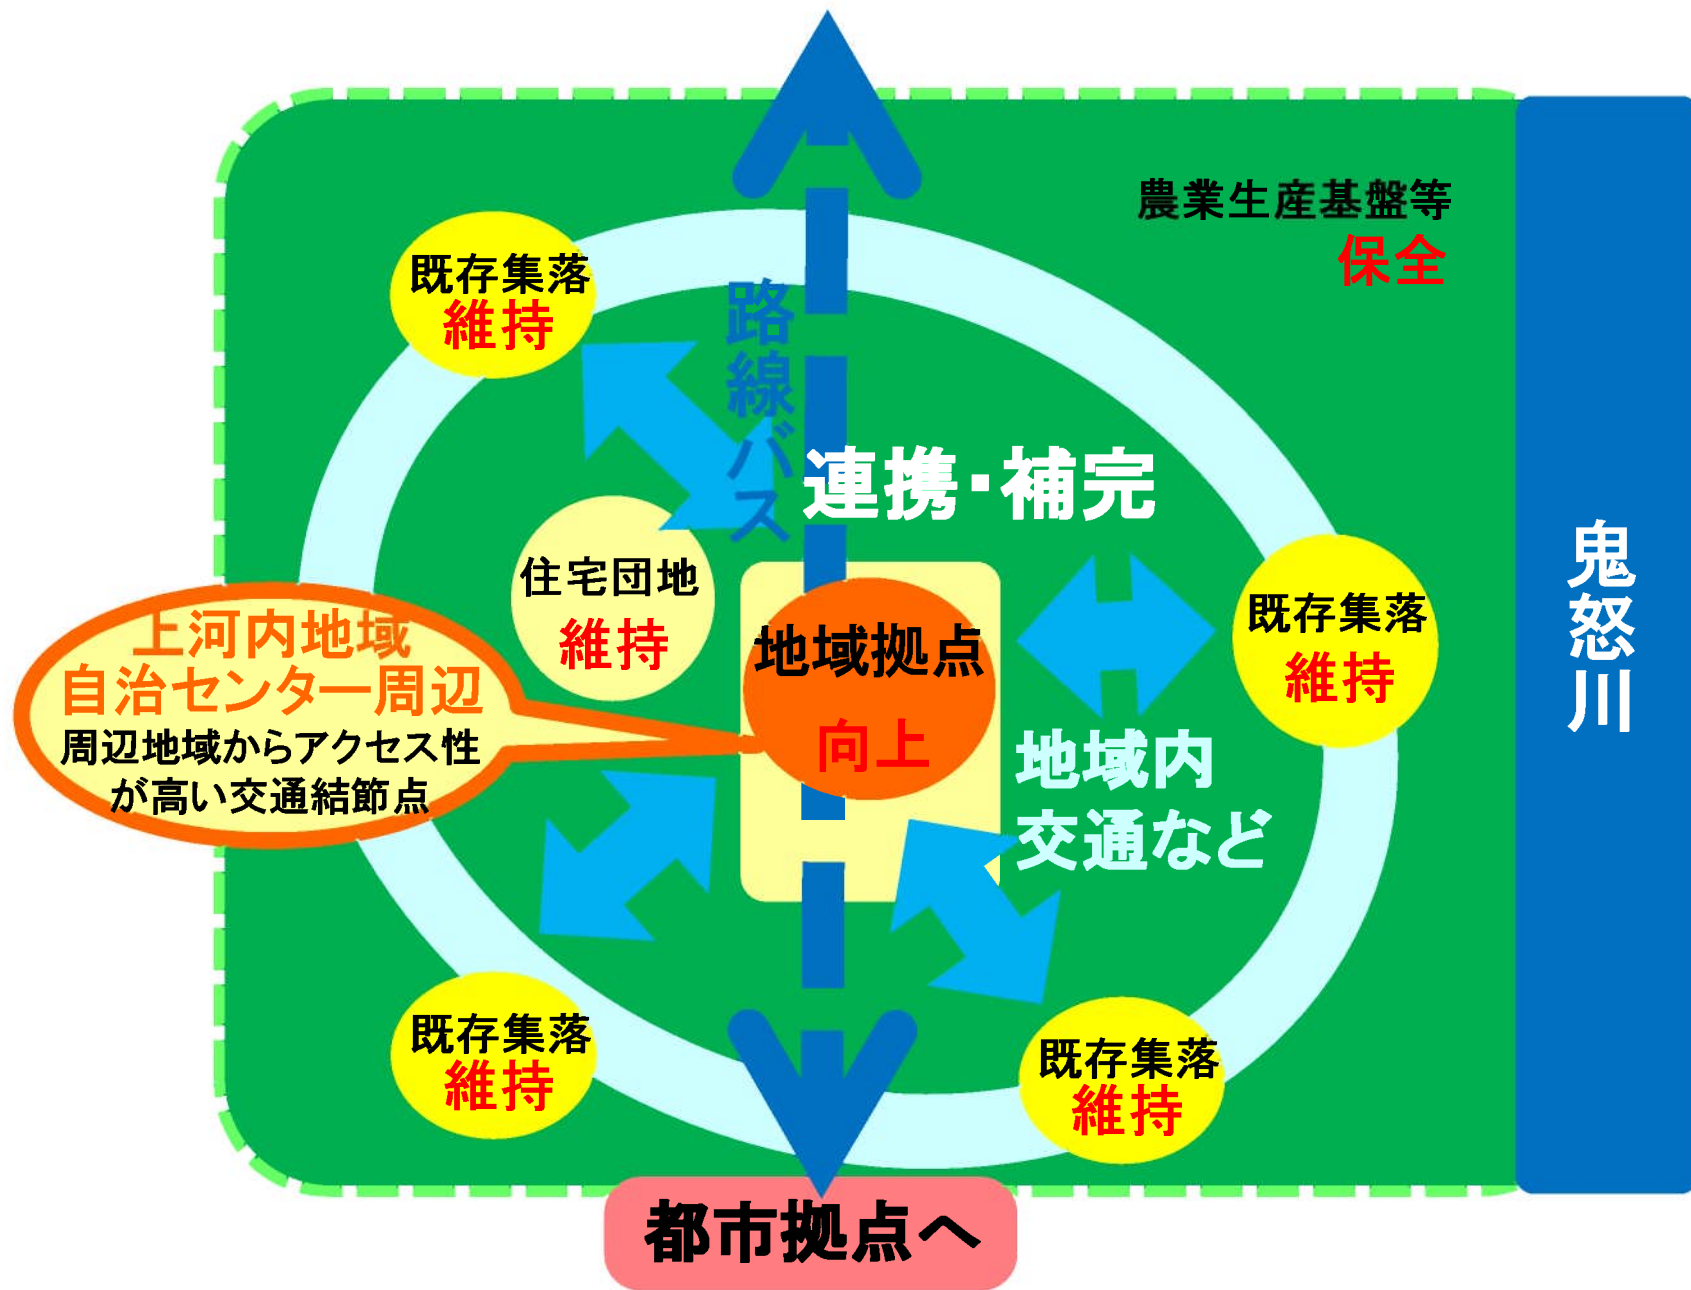 農業生産基盤等
保全
既存集落
維持
路線バス
連携・補完
住宅団地
維持
地域拠点
向上
既存集落
維持
鬼怒川
上河内地域
自治センター周辺
周辺地域からアクセス性
が高い交通結節点
地域内
交通など
既存集落
維持
既存集落
維持
都市拠点へ